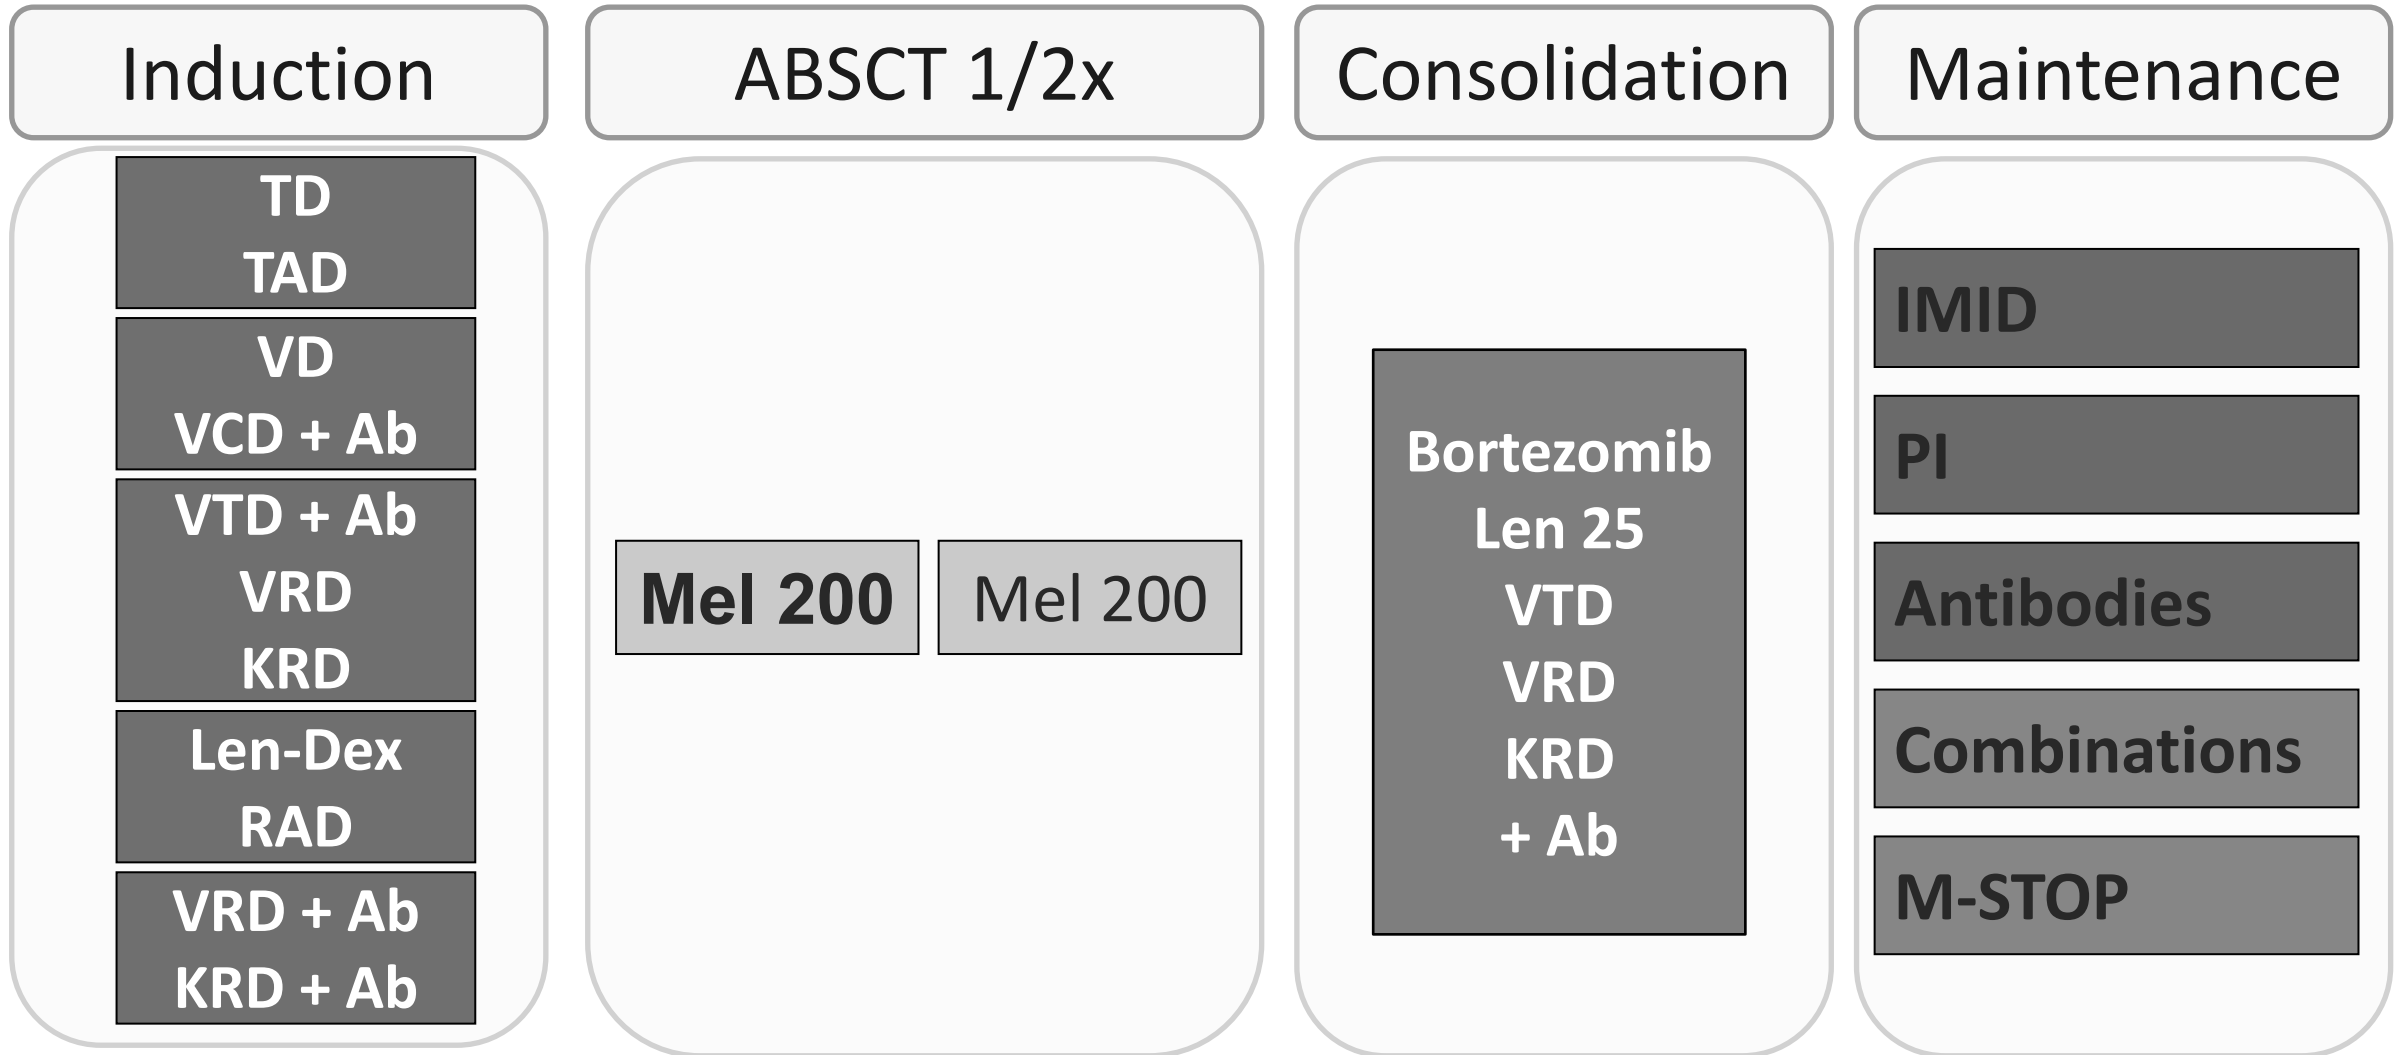 Induction
TD
TAD
VD
VCD + Ab
VTD + Ab
VRD
KRD
Len-Dex
RAD
VRD + Ab
KRD + Ab
ABSCT 1/2x
Mel 200
Mel 200
Consolidation
Bortezomib
Len 25
VTD
VRD
KRD
+ Ab
Maintenance
IMID
PI
Antibodies
Combinations
M-STOP